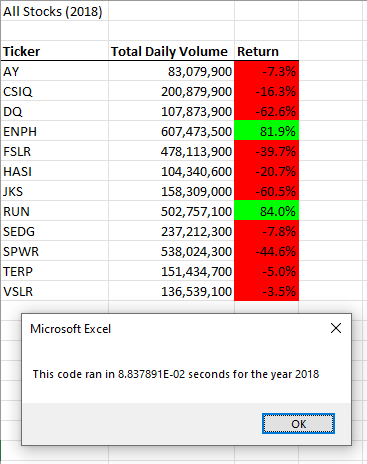 All Stocks (2018)
Ticker Total Daily Volume Return
AY 83,079,900 -7.3%
CSIQ 200,879,900 -16.3%
DQ 107,873,900 -62.6%
ENPH 607,473,500 81.9%
FSLR 478,113,900 -39.7%
HASI 104,340,600 -20.7%
JKS 158,309,000 -60.5%
RUN 502,757,100 84.0%
SEDG 237,212,300 -7.8%
SPWR 538,024,300 -44.6%
TERP 151,434,700 -5.0%
VSLR 136,539,100 -3.5%
Microsoft Excel
This code ran in 8.837891E-02 seconds for the year 2018
OK